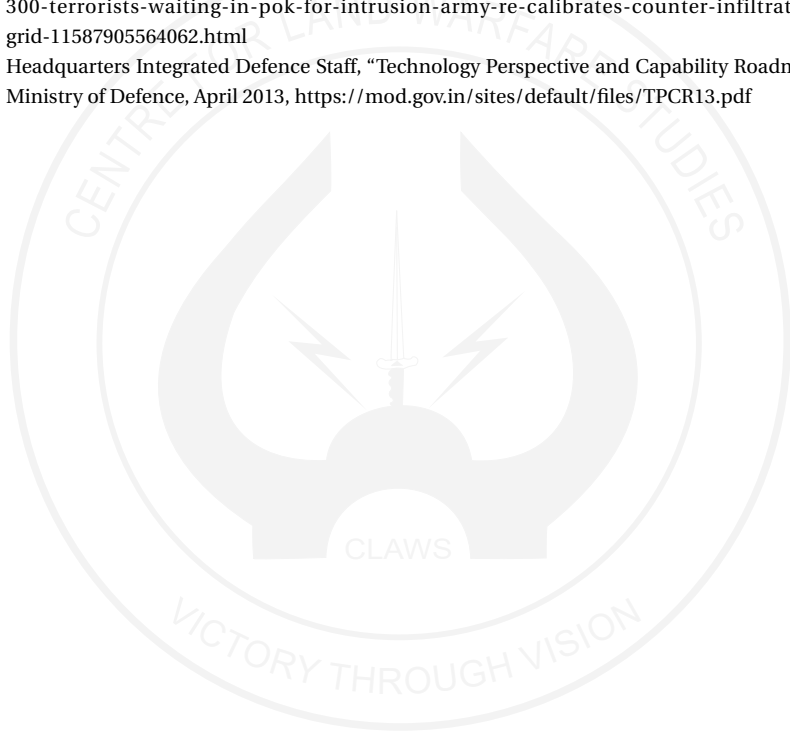 300-terrorists-waiting-in-pok-for-intrusion-army-re-calibrates-counter-infiltrat
grid-11587905564062.html
Headquarters Integrated Defence Staff, “Technology Perspective and Capability Roadm
Ministry of Defence, April 2013, https://mod.gov.in/sites/default/files/TPCR13.pdf
CENTRE FOR LAND WARFARE STUDIES
CLAWS
VICTORY THROUGH VISION